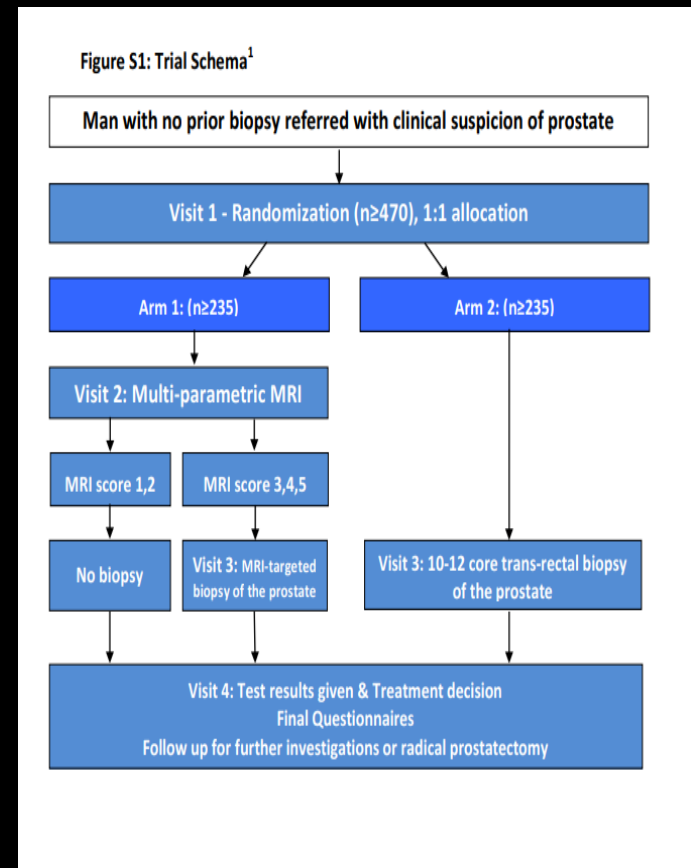 Figure S1: Trial Schema1
Man with no prior biopsy referred with clinical suspicion of prostate
Visit 1 - Randomization (n≥470), 1:1 allocation
Arm 1: (n≥235)
Arm 2: (n≥235)
Visit 2: Multi-parametric MRI
MRI score 1,2
MRI score 3,4,5
No biopsy
Visit 3: MRI-targeted
biopsy of the prostate
Visit 3: 10-12 core trans-rectal biopsy
of the prostate
Visit 4: Test results given & Treatment decision
Final Questionnaires
Follow up for further investigations or radical prostatectomy